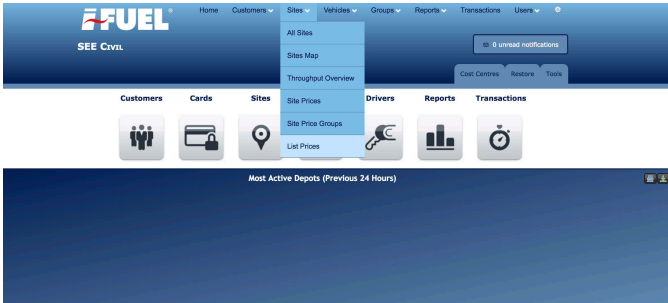 FUEL®
Home Customers Sites Vehicles Groups Reports Transactions Users
SEE CIVIL
0 unread notifications
Cost Centres Restore Tools
All Sites
Sites Map
Throughput Overview
Site Prices
Site Price Groups
List Prices
Customers Cards Sites Drivers Reports Transactions
Most Active Depots (Previous 24 Hours)